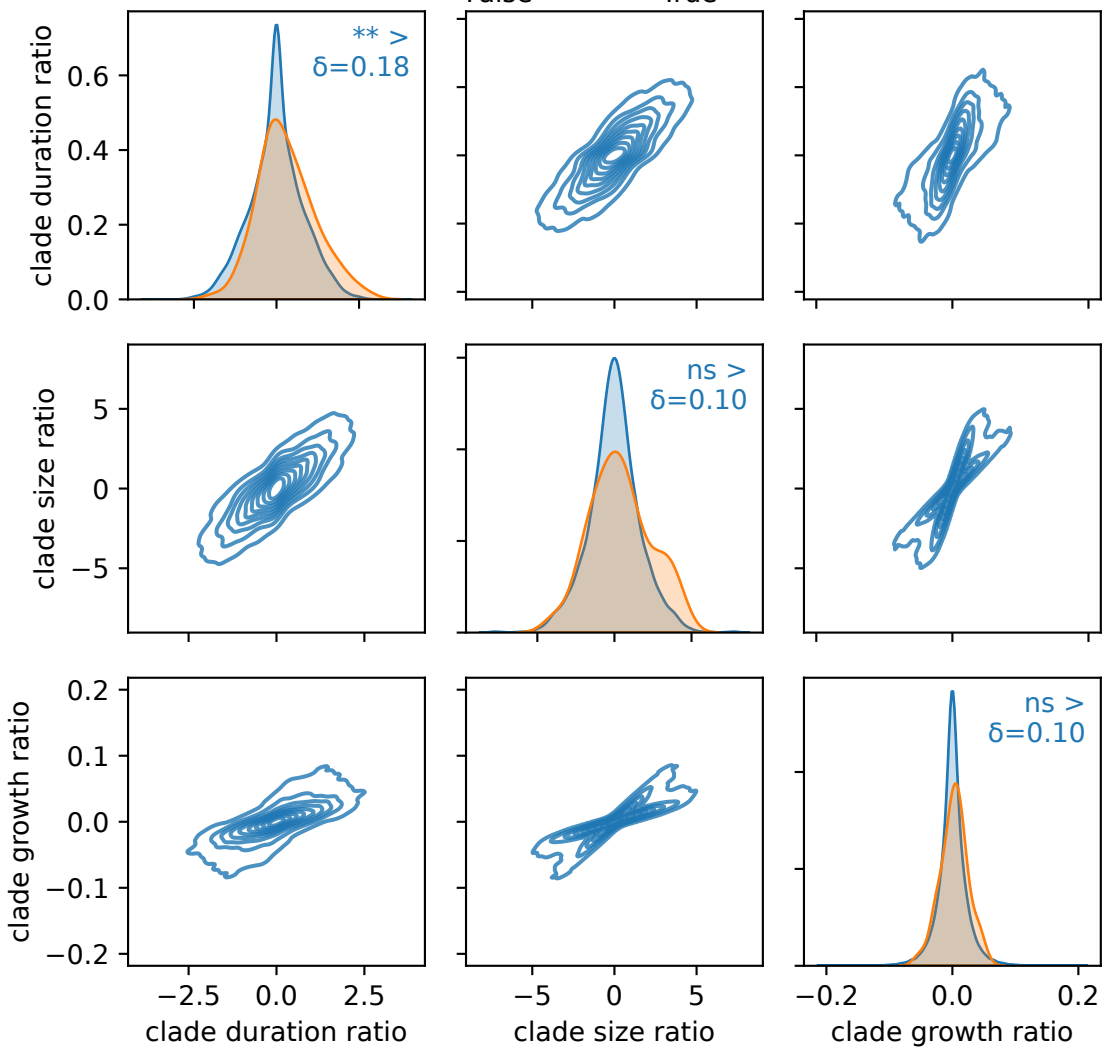 clade duration ratio
0.6
0.4
0.2
0.0
** >
δ=0.18
clade size ratio
5
0
−5
ns >
δ=0.10
clade growth ratio
0.2
0.1
0.0
−0.1
−0.2
ns >
δ=0.10
−2.5 0.0 2.5
−5 0 5
−0.2 0.0 0.2
clade duration ratio
clade size ratio
clade growth ratio